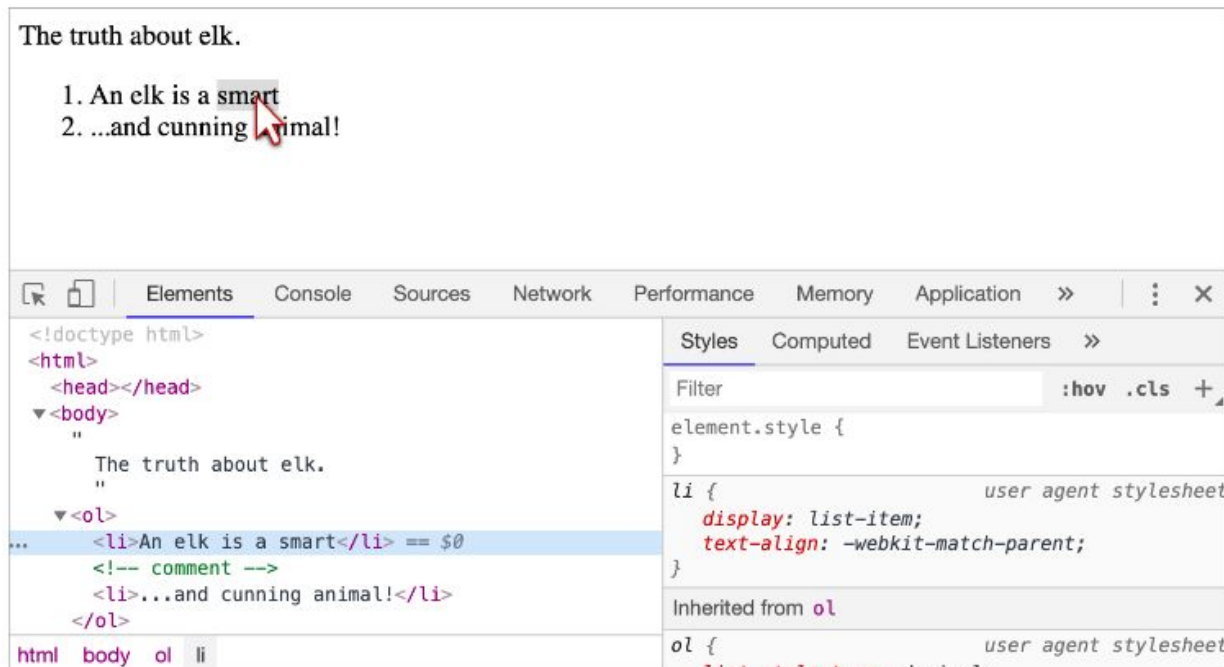 The truth about elk.
1. An elk is a smart
2. ...and cunning animal!
Elements Console Sources Network Performance Memory Application »
<!doctype html>
<html>
<head></head>
▼<body>
"
The truth about elk.
"
▼<ol>
... <li>An elk is a smart</li> == $0
<!-- comment -->
<li>...and cunning animal!</li>
</ol>
html body ol li
Styles Computed Event Listeners »
Filter :hov .cls +
element.style {
}
li { user agent stylesheet
display: list-item;
text-align: -webkit-match-parent;
}
Inherited from ol
ol { user agent stylesheet